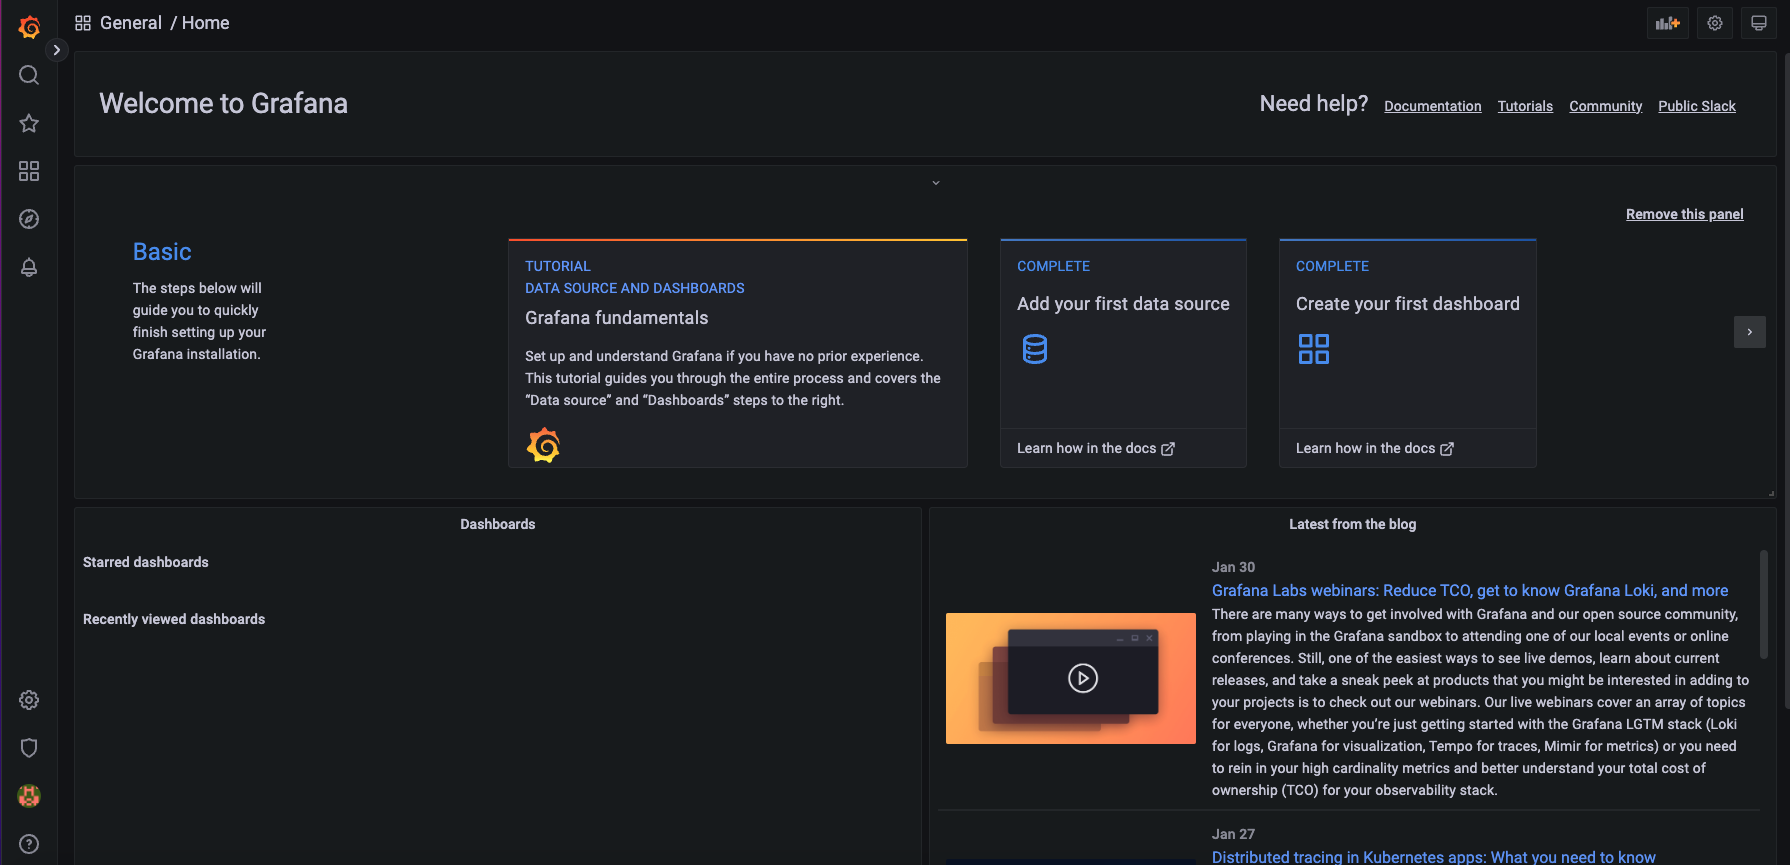 General / Home
Welcome to Grafana
Need help? Documentation Tutorials Community Public Slack
Remove this panel
Basic
The steps below will
guide you to quickly
finish setting up your
Grafana installation.
TUTORIAL
DATA SOURCE AND DASHBOARDS
Grafana fundamentals
Set up and understand Grafana if you have no prior experience.
This tutorial guides you through the entire process and covers the
“Data source” and “Dashboards” steps to the right.
COMPLETE
Add your first data source
Learn how in the docs
COMPLETE
Create your first dashboard
Learn how in the docs
Dashboards
Starred dashboards
Recently viewed dashboards
Latest from the blog
Jan 30
Grafana Labs webinars: Reduce TCO, get to know Grafana Loki, and more
There are many ways to get involved with Grafana and our open source community,
from playing in the Grafana sandbox to attending one of our local events or online
conferences. Still, one of the easiest ways to see live demos, learn about current
releases, and take a sneak peek at products that you might be interested in adding to
your projects is to check out our webinars. Our live webinars cover an array of topics
for everyone, whether you’re just getting started with the Grafana LGTM stack (Loki
for logs, Grafana for visualization, Tempo for traces, Mimir for metrics) or you need
to rein in your high cardinality metrics and better understand your total cost of
ownership (TCO) for your observability stack.
Jan 27
Distributed tracing in Kubernetes apps: What you need to know